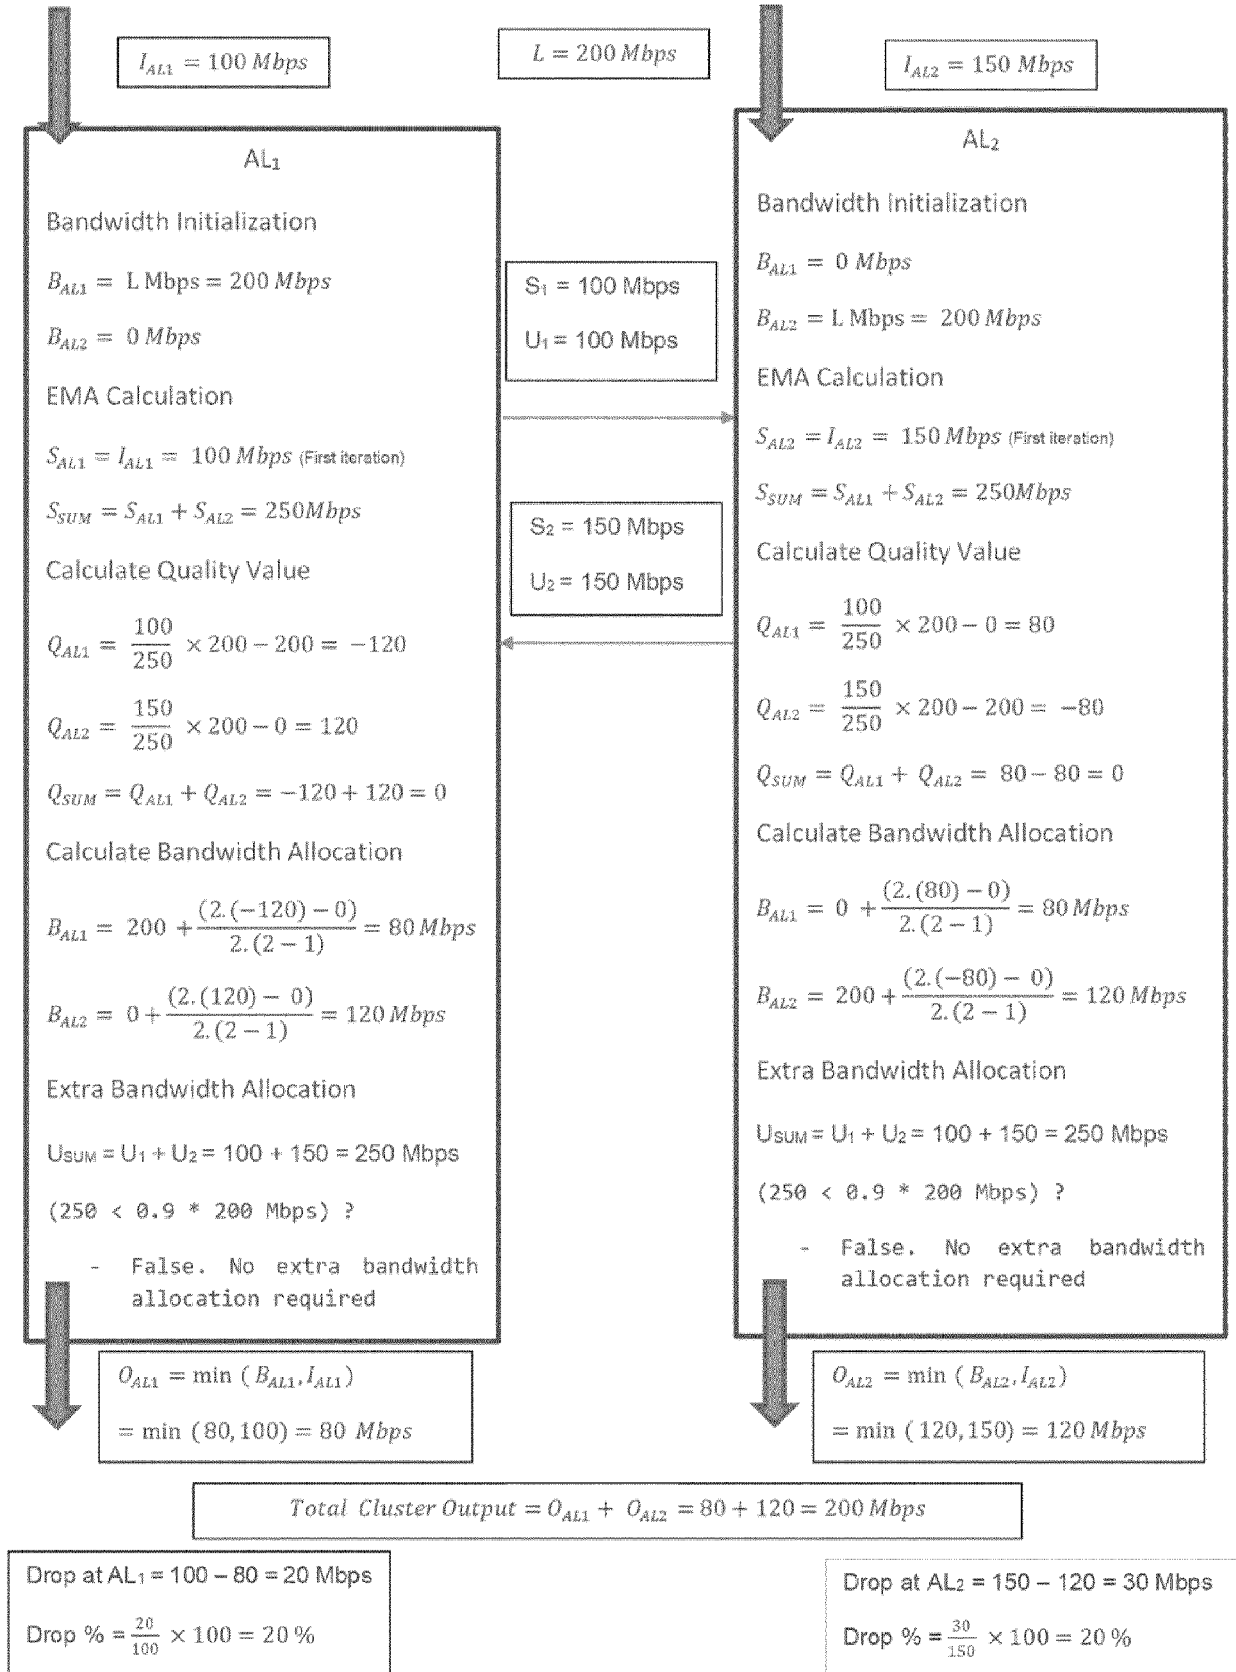 I_AL1 = 100 Mbps
L = 200 Mbps
I_AL2 = 150 Mbps
AL1
Bandwidth Initialization
B_AL1 = L Mbps = 200 Mbps
B_AL2 = 0 Mbps
EMA Calculation
S_AL1 = I_AL1 = 100 Mbps (First iteration)
S_SUM = S_AL1 + S_AL2 = 250Mbps
Calculate Quality Value
Q_AL1 = 100/250 × 200 − 200 = −120
Q_AL2 = 150/250 × 200 − 0 = 120
Q_SUM = Q_AL1 + Q_AL2 = −120 + 120 = 0
Calculate Bandwidth Allocation
B_AL1 = 200 + (2.(−120) − 0)/2.(2 − 1) = 80 Mbps
B_AL2 = 0 + (2.(120) − 0)/2.(2 − 1) = 120 Mbps
Extra Bandwidth Allocation
U_SUM = U1 + U2 = 100 + 150 = 250 Mbps
(250 < 0.9 * 200 Mbps) ?
- False. No extra bandwidth
allocation required
S1 = 100 Mbps
U1 = 100 Mbps
S2 = 150 Mbps
U2 = 150 Mbps
AL2
Bandwidth Initialization
B_AL1 = 0 Mbps
B_AL2 = L Mbps = 200 Mbps
EMA Calculation
S_AL2 = I_AL2 = 150 Mbps (First iteration)
S_SUM = S_AL1 + S_AL2 = 250Mbps
Calculate Quality Value
Q_AL1 = 100/250 × 200 − 0 = 80
Q_AL2 = 150/250 × 200 − 200 = −80
Q_SUM = Q_AL1 + Q_AL2 = 80 − 80 = 0
Calculate Bandwidth Allocation
B_AL1 = 0 + (2.(80) − 0)/2.(2 − 1) = 80 Mbps
B_AL2 = 200 + (2.(−80) − 0)/2.(2 − 1) = 120 Mbps
Extra Bandwidth Allocation
U_SUM = U1 + U2 = 100 + 150 = 250 Mbps
(250 < 0.9 * 200 Mbps) ?
- False. No extra bandwidth
allocation required
O_AL1 = min ( B_AL1, I_AL1)
= min (80, 100) = 80 Mbps
O_AL2 = min ( B_AL2, I_AL2)
= min ( 120, 150) = 120 Mbps
Total Cluster Output = O_AL1 + O_AL2 = 80 + 120 = 200 Mbps
Drop at AL1 = 100 – 80 = 20 Mbps
Drop % = 20/100 × 100 = 20 %
Drop at AL2 = 150 – 120 = 30 Mbps
Drop % = 30/150 × 100 = 20 %